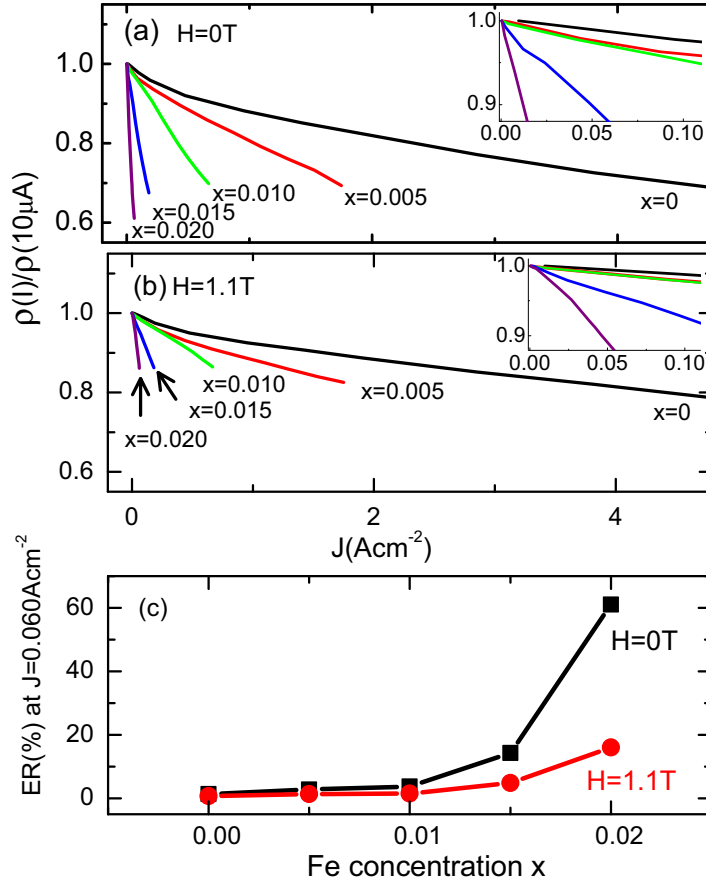 (a) H=0T
1.0
0.8
0.6
1.0
0.9
0.00 0.05 0.10
x=0.010
x=0.005
x=0.015
x=0.020
x=0
ρ(I)/ρ(10μA)
(b) H=1.1T
1.0
0.8
0.6
1.0
0.9
0.00 0.05 0.10
x=0.010
x=0.005
x=0.015
x=0
x=0.020
0 2 4
J(Acm-2)
ER(%) at J=0.060Acm-2
(c)
60
40
20
0
H=0T
H=1.1T
0.00 0.01 0.02
Fe concentration x